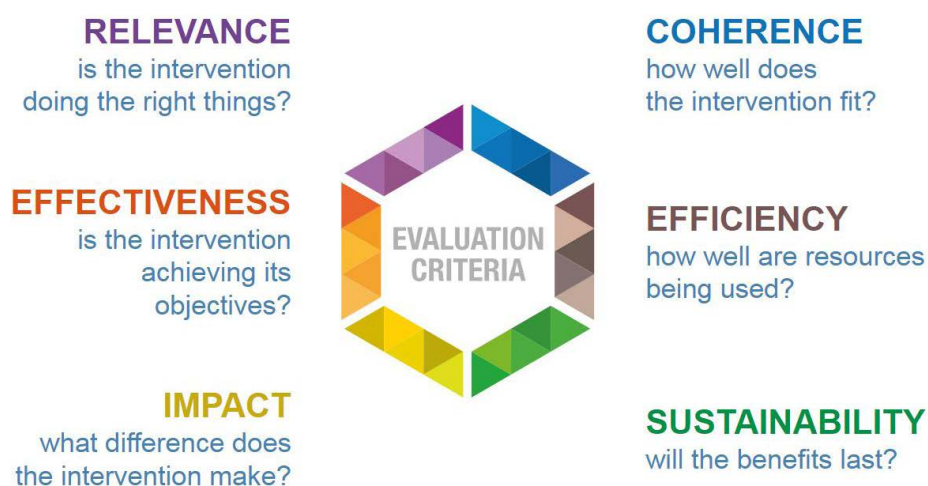 RELEVANCE
is the intervention
doing the right things?
COHERENCE
how well does
the intervention fit?
EFFECTIVENESS
is the intervention
achieving its
objectives?
EVALUATION
CRITERIA
EFFICIENCY
how well are resources
being used?
IMPACT
what difference does
the intervention make?
SUSTAINABILITY
will the benefits last?